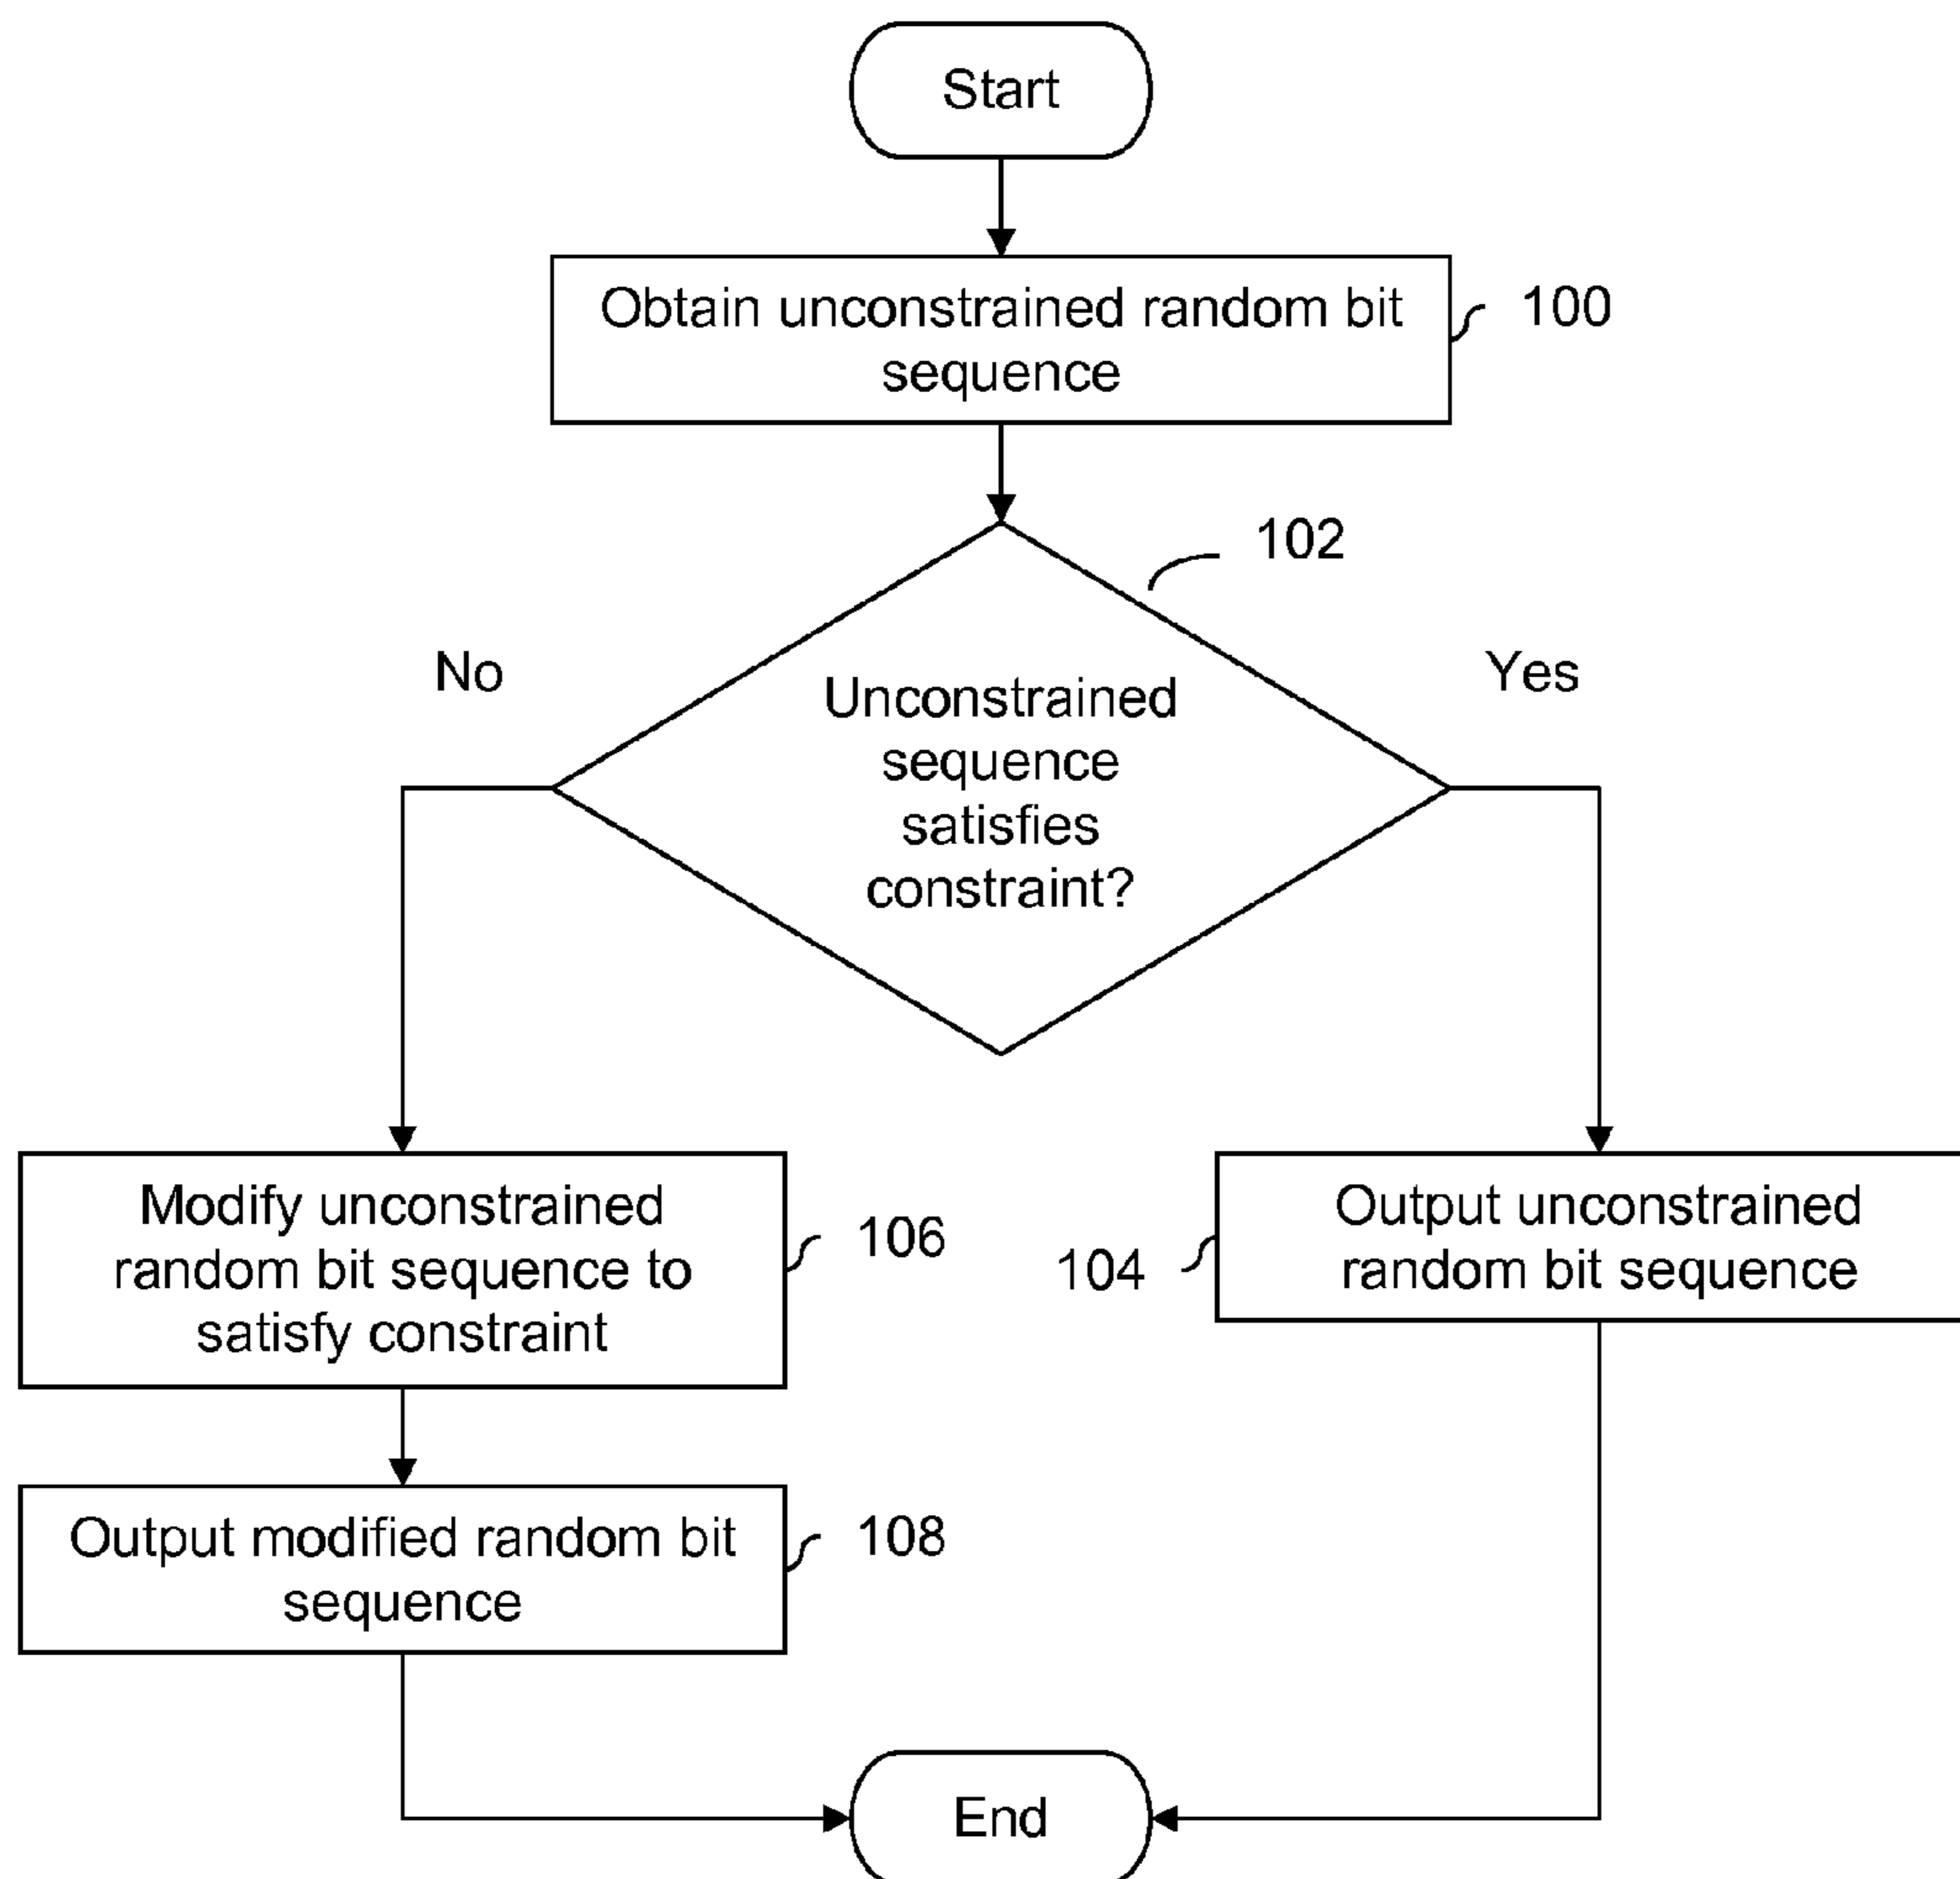 Start
Obtain unconstrained random bit
sequence
100
102
No
Yes
Unconstrained
sequence
satisfies
constraint?
Modify unconstrained
random bit sequence to
satisfy constraint
106
104
Output unconstrained
random bit sequence
Output modified random bit
sequence
108
End